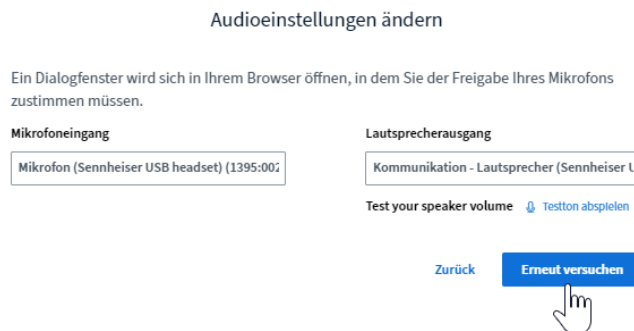 Audioeinstellungen ändern
Ein Dialogfenster wird sich in Ihrem Browser öffnen, in dem Sie der Freigabe Ihres Mikrofons
zustimmen müssen.
Mikrofoneingang
Lautsprecherausgang
Mikrofon (Sennheiser USB headset) (1395:002
Kommunikation - Lautsprecher (Sennheiser U
Test your speaker volume Testton abspielen
Zurück
Erneut versuchen